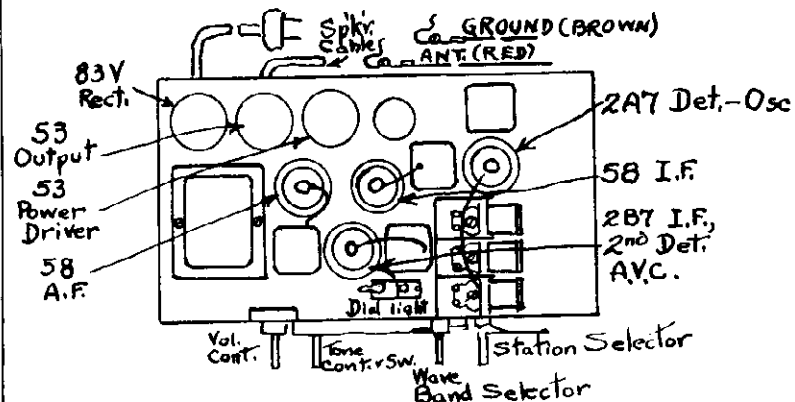 Spkr.
Cables
GROUND (BROWN)
ANT. (RED)
83V
Rect.
53
Output
53
Power
Driver
58
A.F.
2A7 Det.-Osc
58 I.F.
2B7 I.F.,
2nd Det.
A.V.C.
Dial light
Vol.
Cont.
Tone
Cont. & Sw.
Wave
Band Selector
Station Selector